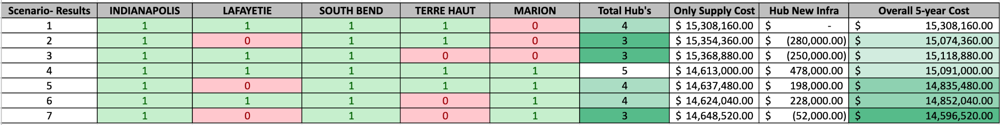 Scenario- Results INDIANAPOLIS LAFAYETIE SOUTH BEND TERRE HAUT MARION Total Hub's Only Supply Cost Hub New Infra Overall 5-year Cost
1 1 1 1 1 0 4 $ 15,308,160.00 $ - $ 15,308,160.00
2 1 0 1 1 0 3 $ 15,354,360.00 $ (280,000.00) $ 15,074,360.00
3 1 1 1 0 0 3 $ 15,368,880.00 $ (250,000.00) $ 15,118,880.00
4 1 1 1 1 1 5 $ 14,613,000.00 $ 478,000.00 $ 15,091,000.00
5 1 0 1 1 1 4 $ 14,637,480.00 $ 198,000.00 $ 14,835,480.00
6 1 1 1 0 1 4 $ 14,624,040.00 $ 228,000.00 $ 14,852,040.00
7 1 0 1 0 1 3 $ 14,648,520.00 $ (52,000.00) $ 14,596,520.00